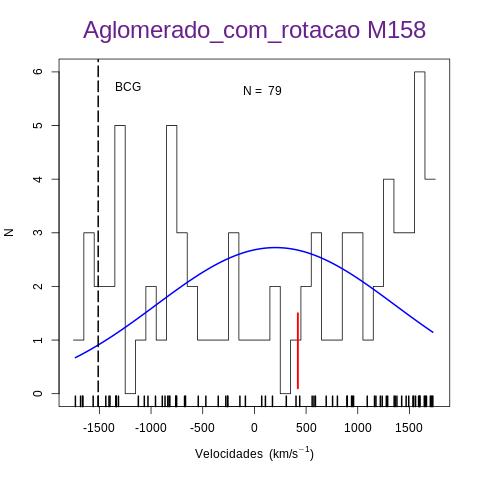 Aglomerado_com_rotacao M158
BCG
N = 79
N
0 1 2 3 4 5 6
-1500 -1000 -500 0 500 1000 1500
Velocidades (km/s⁻¹)